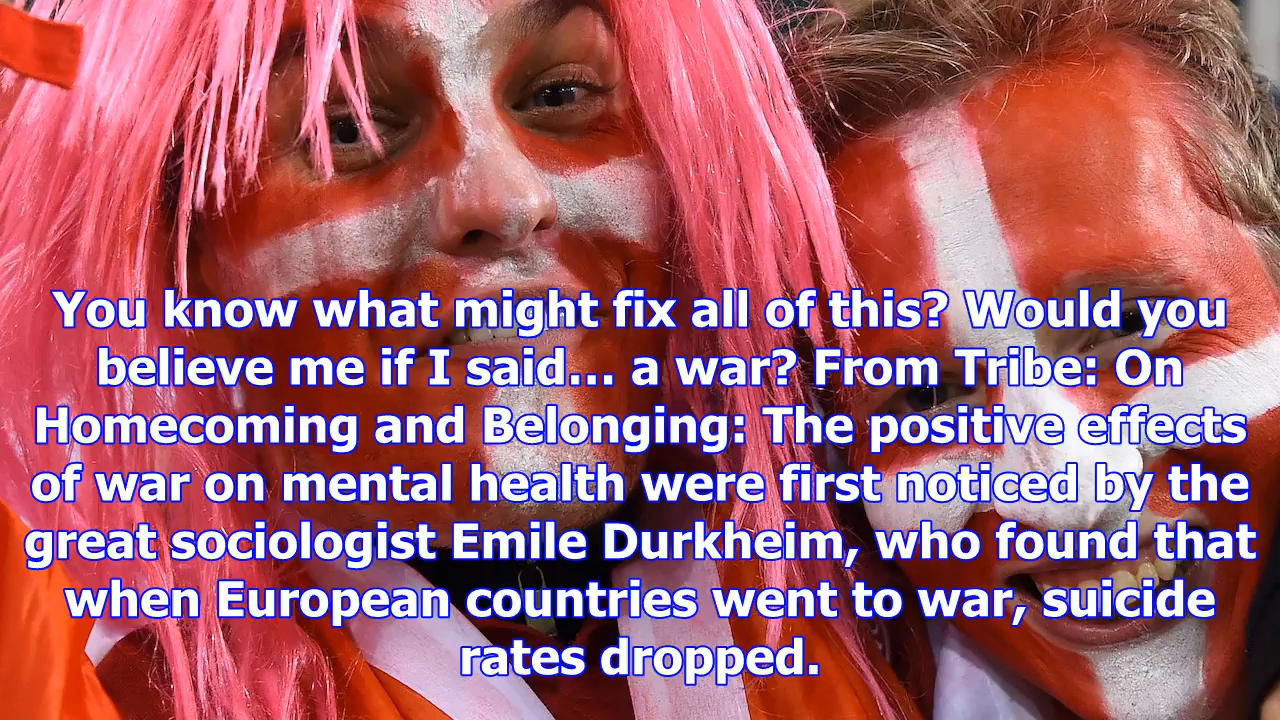 You know what might fix all of this? Would you
believe me if I said... a war? From Tribe: On
Homecoming and Belonging: The positive effects
of war on mental health were first noticed by the
great sociologist Emile Durkheim, who found that
when European countries went to war, suicide
rates dropped.